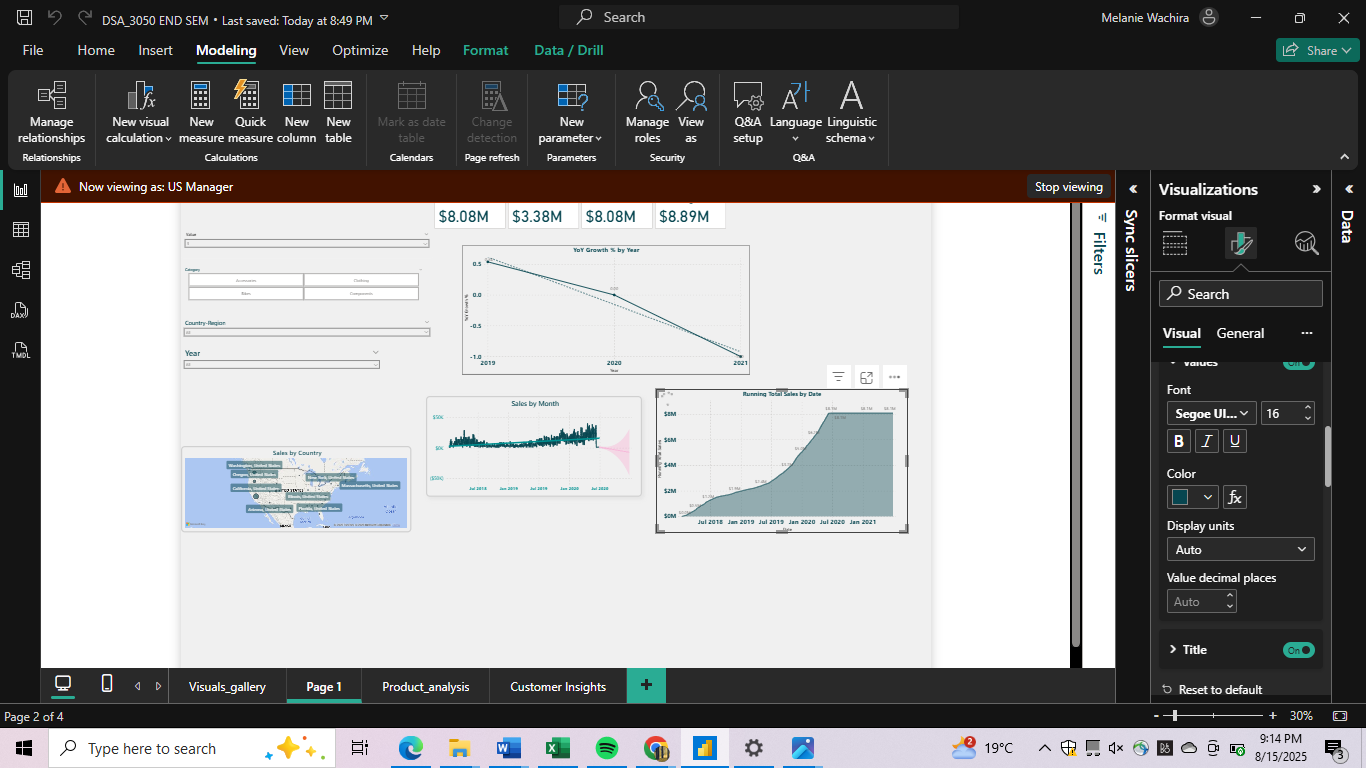 DSA_3050 END SEM • Last saved: Today at 8:49 PM
Search
Melanie Wachira
File Home Insert Modeling View Optimize Help Format Data / Drill
Share
Manage relationships
New visual calculation
New measure
Quick measure
New column
New table
Mark as date table
Change detection
New parameter
Manage roles
View as
Q&A setup
Language
Linguistic schema
Relationships Calculations Calendars Page refresh Parameters Security Q&A
Now viewing as: US Manager
Stop viewing
$8.08M $3.38M $8.08M $8.89M
Value
Category
Accessories Clothing
Bikes Components
Country-Region
All
Year
All
YoY Growth % by Year
0.5
0.0
-0.5
-1.0
YoY Growth %
2019 2020 2021
Year
Sales by Month
$50K
$0K
($50K)
Jul 2018 Jan 2019 Jul 2019 Jan 2020 Jul 2020
Running Total Sales by Date
$8M
$6M
$4M
$2M
$0M
Jul 2018 Jan 2019 Jul 2019 Jan 2020 Jul 2020 Jan 2021
Date
Sales by Country
Washington, United States
Oregon, United States
California, United States
New York, United States
Massachusetts, United States
Illinois, United States
Arizona, United States
Florida, United States
Filters
Sync slicers
Visualizations
Format visual
Search
Visual General
Values
On
Font
Segoe UI...
16
B I U
Color
fx
Display units
Auto
Value decimal places
Auto
Title
On
Reset to default
Data
DAX
TMDL
Visuals_gallery Page 1 Product_analysis Customer Insights +
Page 2 of 4
- + 30%
Type here to search
19°C
9:14 PM
8/15/2025
3